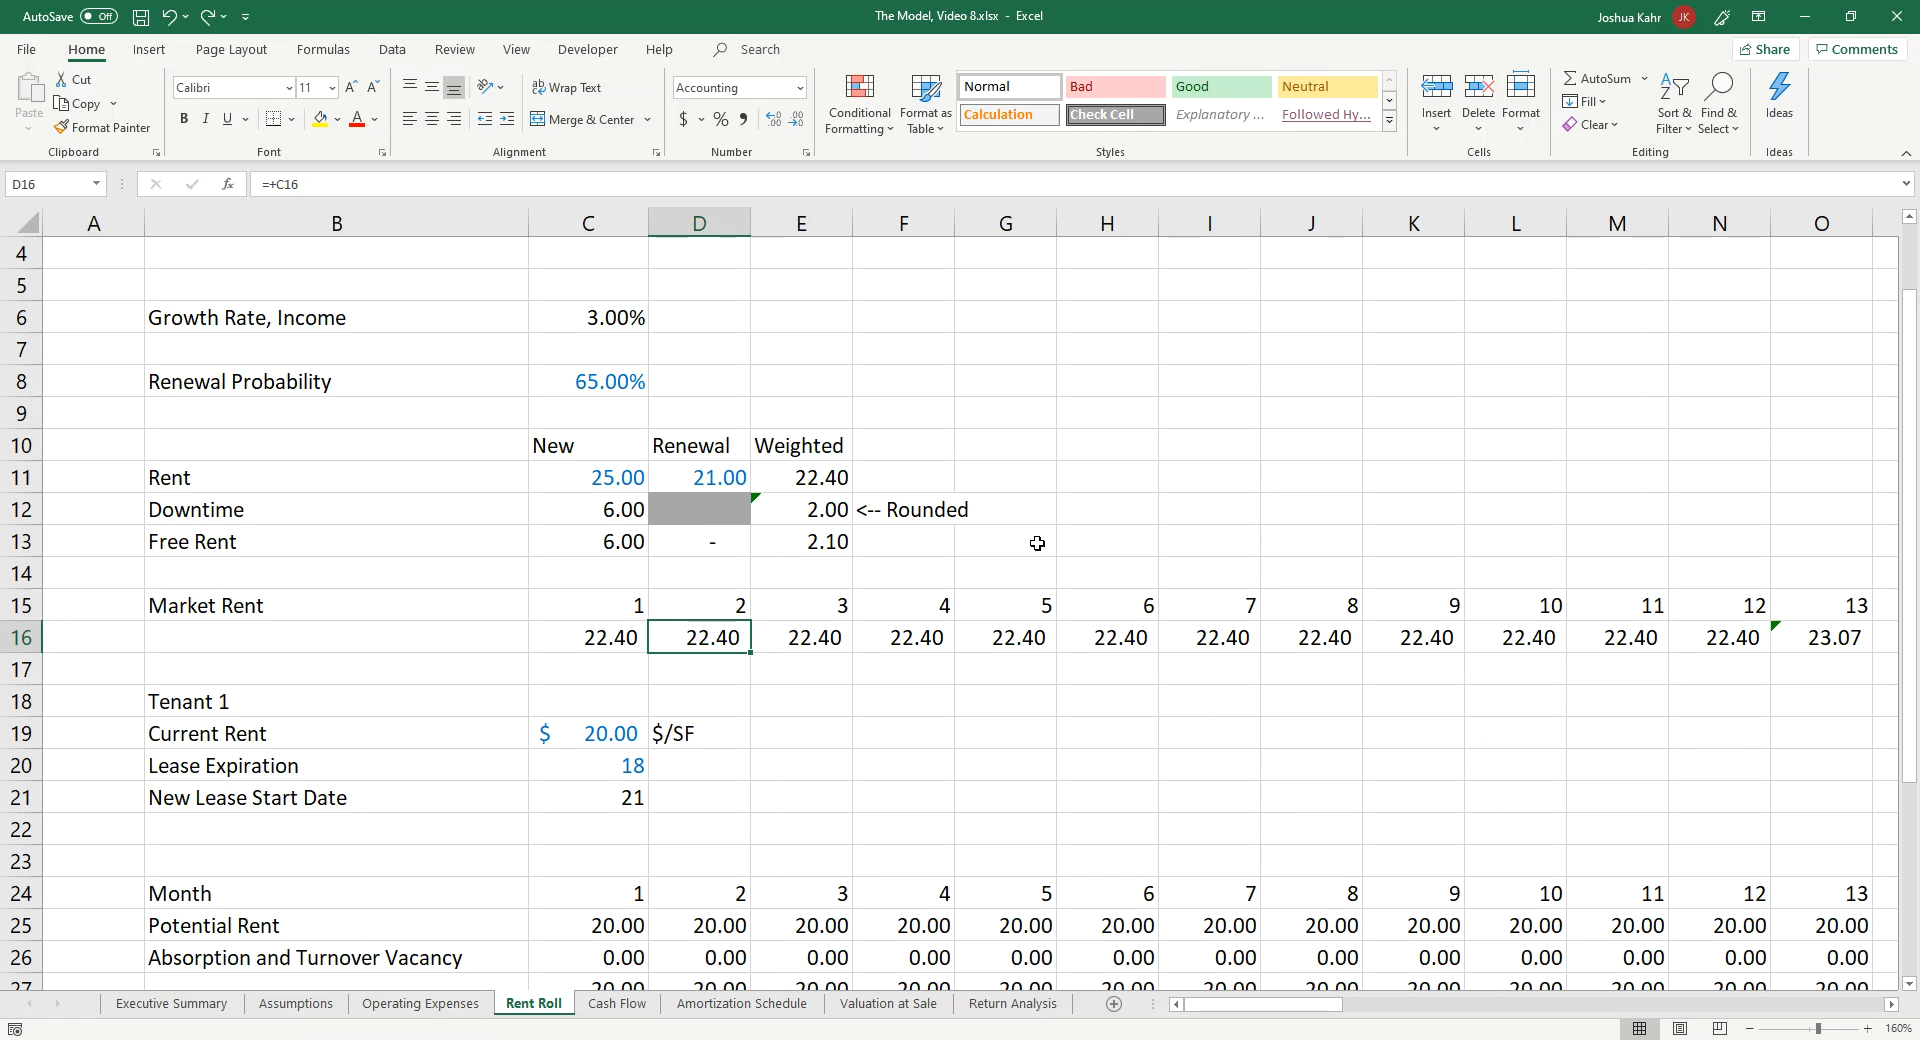 AutoSave Off The Model, Video 8.xlsx - Excel Joshua Kahr JK
File Home Insert Page Layout Formulas Data Review View Developer Help Search Share Comments
Paste Cut Copy Format Painter
Calibri 11 A^ A˅
B I U A
ab Wrap Text
Merge & Center
Accounting
$ % 9
Conditional Formatting
Format as Table
Normal Bad Good Neutral
Calculation Check Cell Explanatory ... Followed Hy...
Insert Delete Format
AutoSum Fill Clear
Sort & Filter Find & Select
Ideas
Clipboard Font Alignment Number Styles Cells Editing Ideas
D16 fx =+C16
A B C D E F G H I J K L M N O
4
5
6 Growth Rate, Income 3.00%
7
8 Renewal Probability 65.00%
9
10 New Renewal Weighted
11 Rent 25.00 21.00 22.40
12 Downtime 6.00 2.00 <-- Rounded
13 Free Rent 6.00 - 2.10
14
15 Market Rent 1 2 3 4 5 6 7 8 9 10 11 12 13
16 22.40 22.40 22.40 22.40 22.40 22.40 22.40 22.40 22.40 22.40 22.40 22.40 23.07
17
18 Tenant 1
19 Current Rent $ 20.00 $/SF
20 Lease Expiration 18
21 New Lease Start Date 21
22
23
24 Month 1 2 3 4 5 6 7 8 9 10 11 12 13
25 Potential Rent 20.00 20.00 20.00 20.00 20.00 20.00 20.00 20.00 20.00 20.00 20.00 20.00 20.00
26 Absorption and Turnover Vacancy 0.00 0.00 0.00 0.00 0.00 0.00 0.00 0.00 0.00 0.00 0.00 0.00 0.00
27 20.00 20.00 20.00 20.00 20.00 20.00 20.00 20.00 20.00 20.00 20.00 20.00 20.00
Executive Summary Assumptions Operating Expenses Rent Roll Cash Flow Amortization Schedule Valuation at Sale Return Analysis
160%